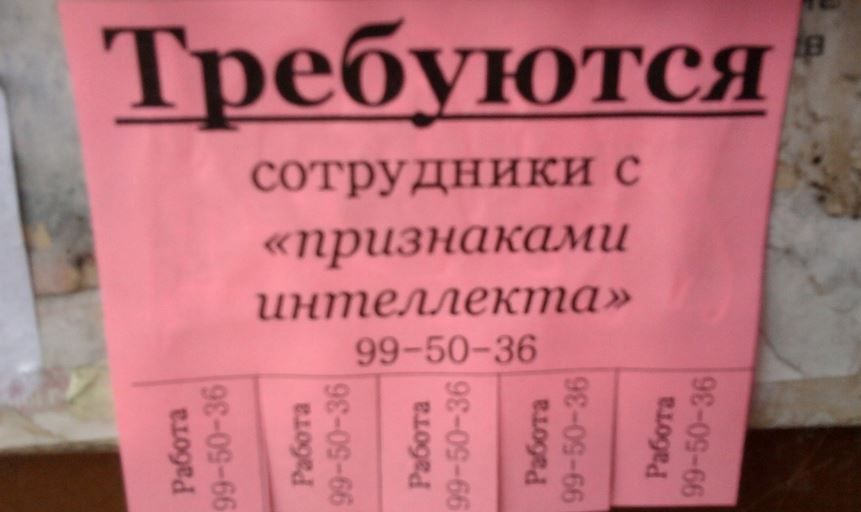 Требуются
сотрудники с
«признаками
интеллекта»
99-50-36
Работа
99-50-36
Работа
99-50-36
Работа
99-50-36
Работа
99-50-36
Работа
99-50-36